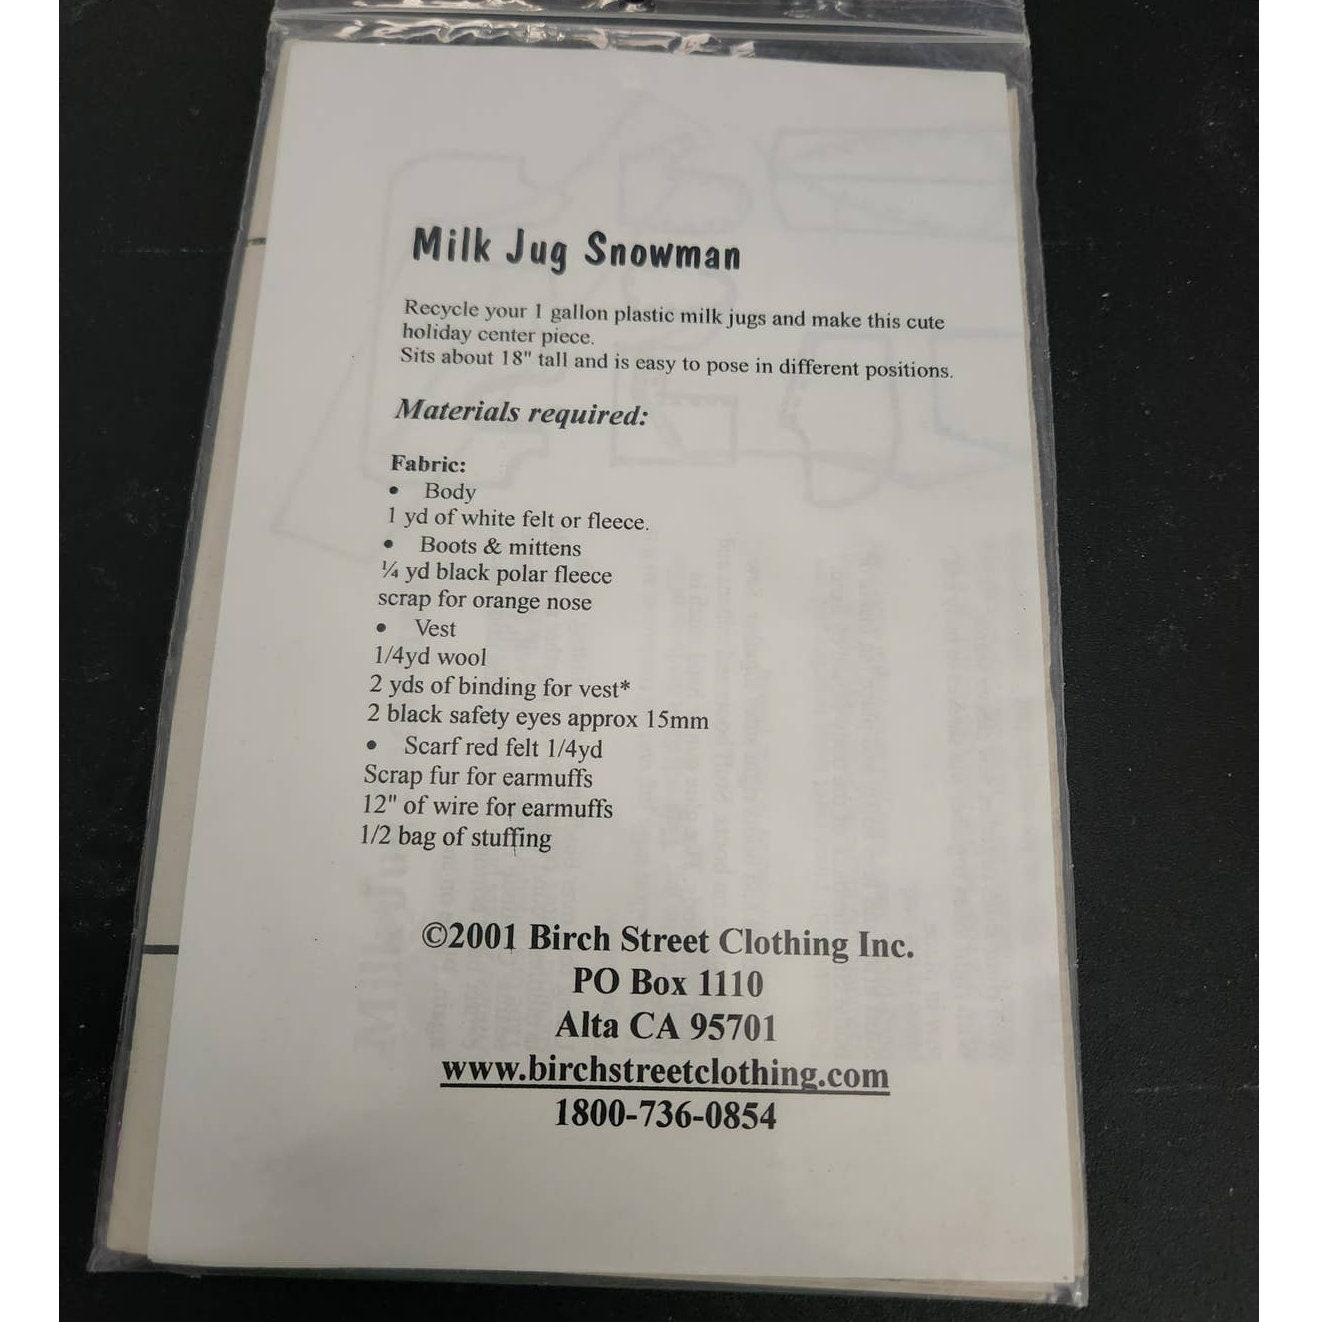 Milk Jug Snowman
Recycle your 1 gallon plastic milk jugs and make this cute
holiday center piece.
Sits about 18" tall and is easy to pose in different positions.
Materials required:
Fabric:
• Body
1 yd of white felt or fleece.
• Boots & mittens
¼ yd black polar fleece
scrap for orange nose
• Vest
1/4yd wool
2 yds of binding for vest*
2 black safety eyes approx 15mm
• Scarf red felt 1/4yd
Scrap fur for earmuffs
12" of wire for earmuffs
1/2 bag of stuffing
©2001 Birch Street Clothing Inc.
PO Box 1110
Alta CA 95701
www.birchstreetclothing.com
1800-736-0854